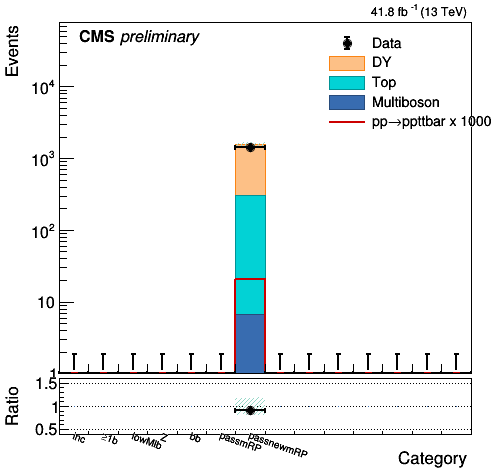 41.8 fb⁻¹ (13 TeV)
CMS preliminary
Events
Data
DY
Top
Multiboson
pp→ppttbar x 1000
10⁴
10³
10²
10
1
Ratio
1.5
1
0.5
inc
≥1b
lowMlb
Z
bb
passmRP
passnewmRP
Category